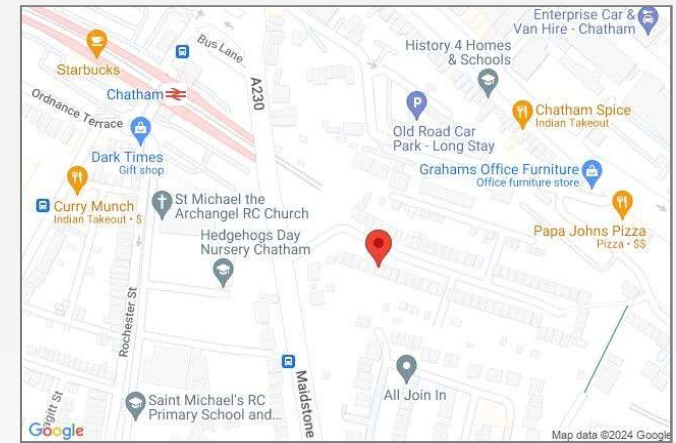 Enterprise Car &
Van Hire - Chatham
Bus Lane
History 4 Homes
& Schools
Starbucks
A230
Chatham
Ordnance Terrace
Old Road Car
Park - Long Stay
Chatham Spice
Indian Takeout
Dark Times
Gift shop
Grahams Office Furniture
Office furniture store
Curry Munch
Indian Takeout • $
St Michael the
Archangel RC Church
Papa Johns Pizza
Pizza • $$
Hedgehogs Day
Nursery Chatham
Rochester St
Maidstone
All Join In
Saint Michael's RC
Primary School and...
Google
Map data ©2024 Google